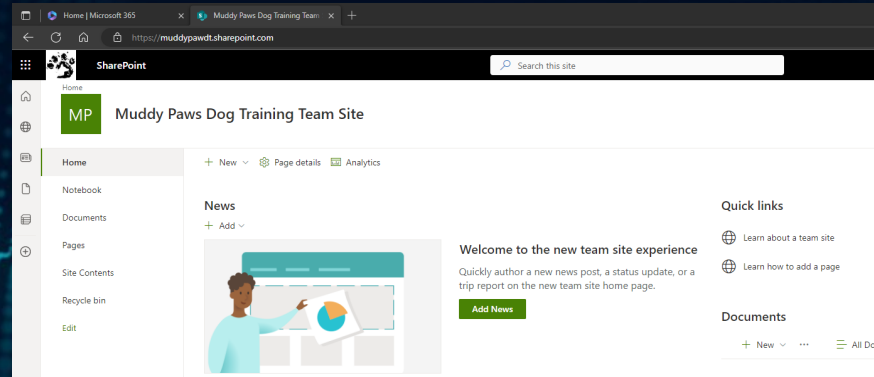 Home | Microsoft 365
Muddy Paws Dog Training Team
https://muddypawdt.sharepoint.com
SharePoint
Search this site
Home
MP
Muddy Paws Dog Training Team Site
Home
Notebook
Documents
Pages
Site Contents
Recycle bin
Edit
New
Page details
Analytics
News
Add
Welcome to the new team site experience
Quickly author a new news post, a status update, or a
trip report on the new team site home page.
Add News
Quick links
Learn about a team site
Learn how to add a page
Documents
New
All Do